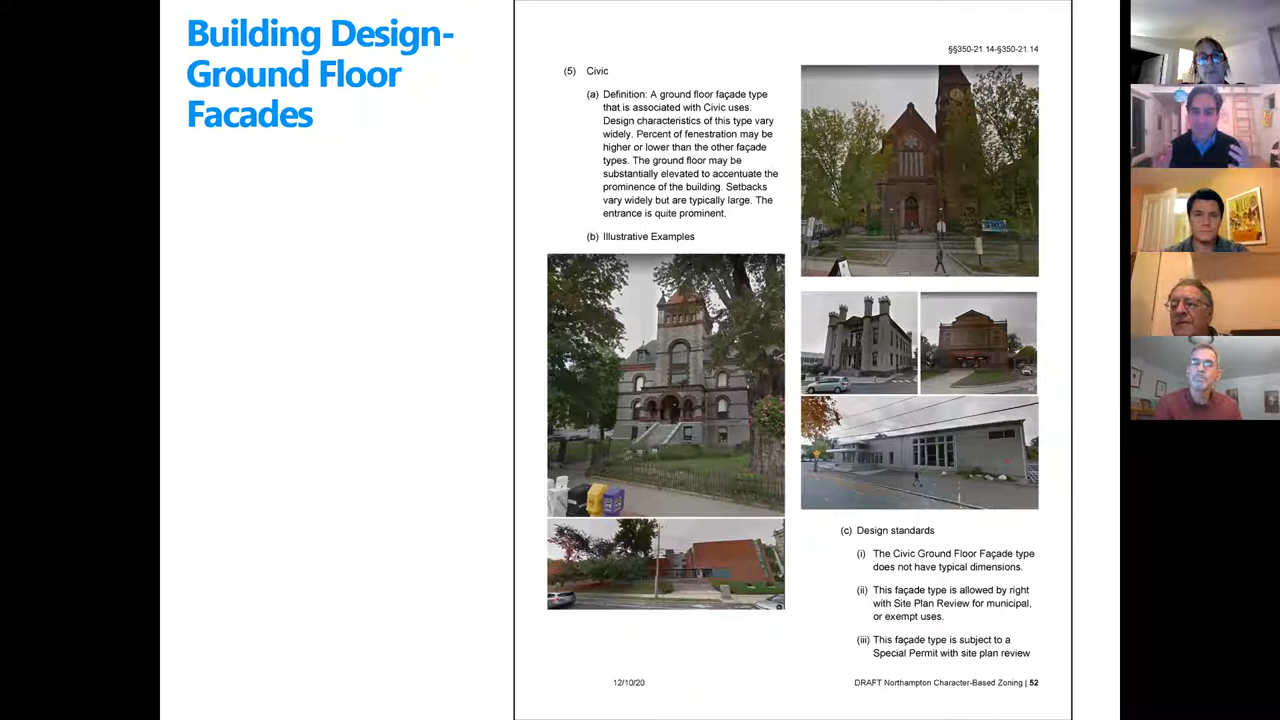 Building Design-
Ground Floor
Facades
§§350-21.14-§350-21.14
(5) Civic
(a) Definition: A ground floor façade type
that is associated with Civic uses.
Design characteristics of this type vary
widely. Percent of fenestration may be
higher or lower than the other façade
types. The ground floor may be
substantially elevated to accentuate the
prominence of the building. Setbacks
vary widely but are typically large. The
entrance is quite prominent.
(b) Illustrative Examples
(c) Design standards
(i) The Civic Ground Floor Façade type
does not have typical dimensions.
(ii) This façade type is allowed by right
with Site Plan Review for municipal,
or exempt uses.
(iii) This façade type is subject to a
Special Permit with site plan review
12/10/20
DRAFT Northampton Character-Based Zoning | 52